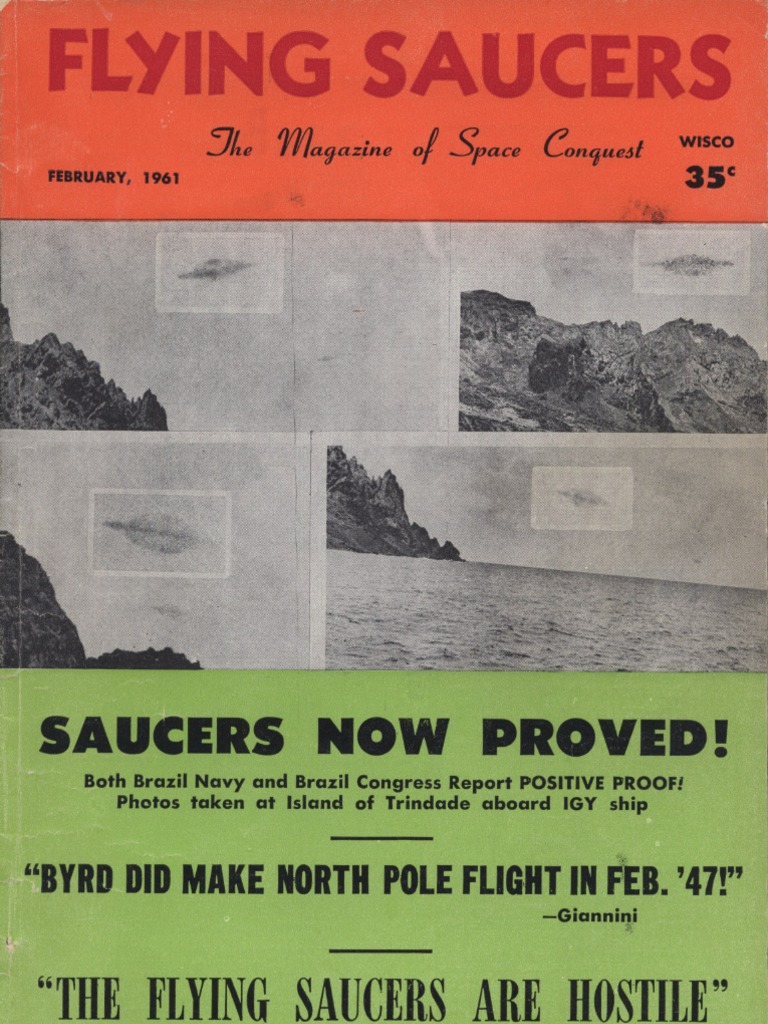 FLYING SAUCERS
The Magazine of Space Conquest
WISCO
FEBRUARY, 1961
35c
SAUCERS NOW PROVED!
Both Brazil Navy and Brazil Congress Report POSITIVE PROOF!
Photos taken at Island of Trindade aboard IGY ship
“BYRD DID MAKE NORTH POLE FLIGHT IN FEB. ’47!”
—Giannini
“THE FLYING SAUCERS ARE HOSTILE”